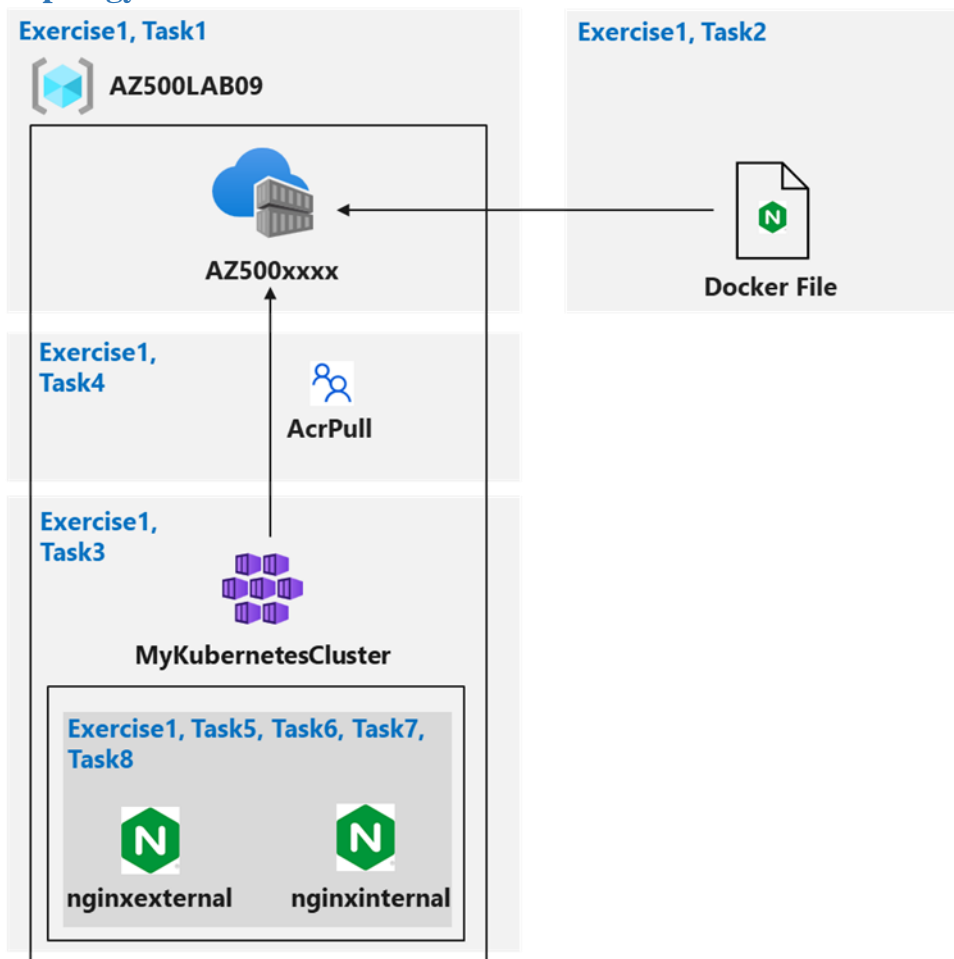 Exercise1, Task1
AZ500LAB09
AZ500xxxx
Exercise1, Task2
N
Docker File
Exercise1,
Task4
AcrPull
Exercise1,
Task3
MyKubernetesCluster
Exercise1, Task5, Task6, Task7,
Task8
N
nginxexternal
N
nginxinternal